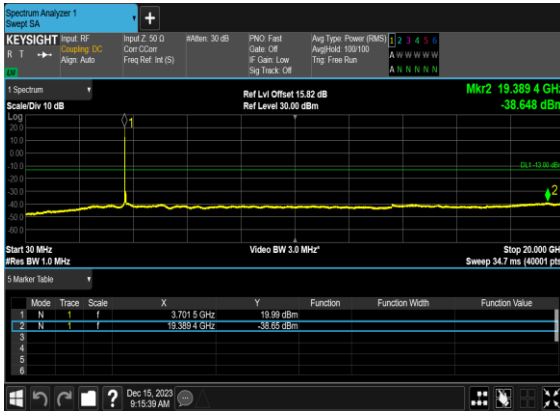 Spectrum Analyzer 1
Swept SA
+
KEYSIGHT Input: RF Input Z: 50 Ω #Atten: 30 dB PNO: Fast Avg Type: Power (RMS) 1 2 3 4 5 6
R T Coupling: DC Corr CCorr Gate: Off Avg|Hold: 100/100 A W W W W W
Align: Auto Freq Ref: Int (S) IF Gain: Low Trig: Free Run
Sig Track: Off A N N N N N
1 Spectrum
Scale/Div 10 dB
Ref Lvl Offset 15.82 dB
Ref Level 30.00 dBm
Mkr2 19.389 4 GHz
-38.648 dBm
Log
1
20.0
10.0
0.00
-10.0
DL1 -13.00 dBm
-20.0
-30.0
2
-40.0
-50.0
-60.0
Start 30 MHz Video BW 3.0 MHz* Stop 20.000 GHz
#Res BW 1.0 MHz Sweep 34.7 ms (40001 pts)
5 Marker Table
Mode Trace Scale X Y Function Function Width Function Value
1 N 1 f 3.701 5 GHz 19.99 dBm
2 N 1 f 19.389 4 GHz -38.65 dBm
3
4
5
6
?
Dec 15, 2023
9:15:39 AM